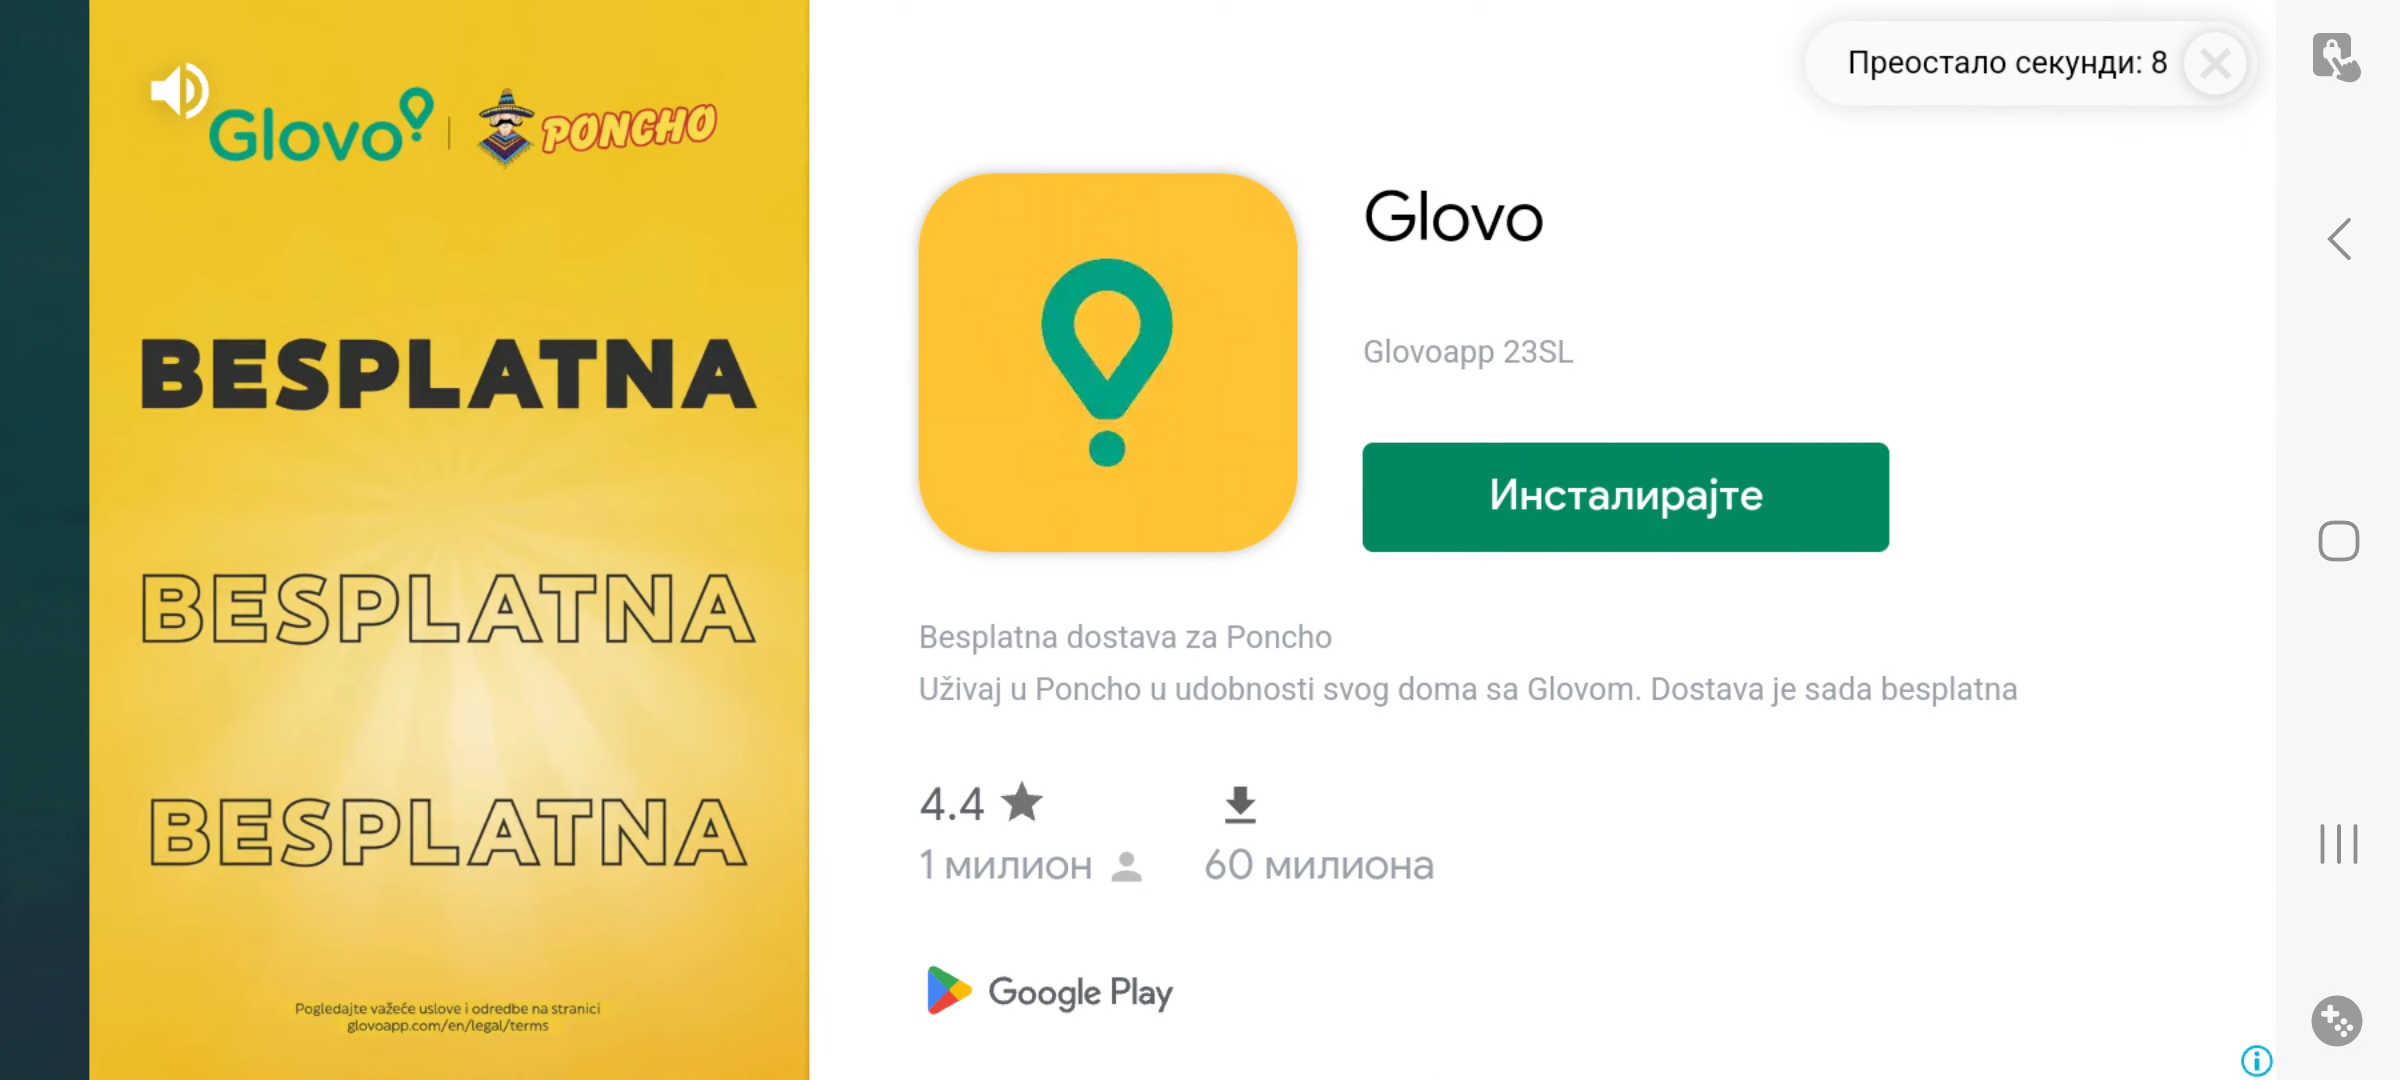 Glovo
PONCHO
BESPLATNA
BESPLATNA
BESPLATNA
Pogledajte važeće uslove i odredbe na stranici
glovoapp.com/en/legal/terms
Преостало секунди: 8
Glovo
Glovoapp 23SL
Инсталирајте
Besplatna dostava za Poncho
Uživaj u Poncho u udobnosti svog doma sa Glovom. Dostava je sada besplatna
4.4
1 милион
60 милиона
Google Play